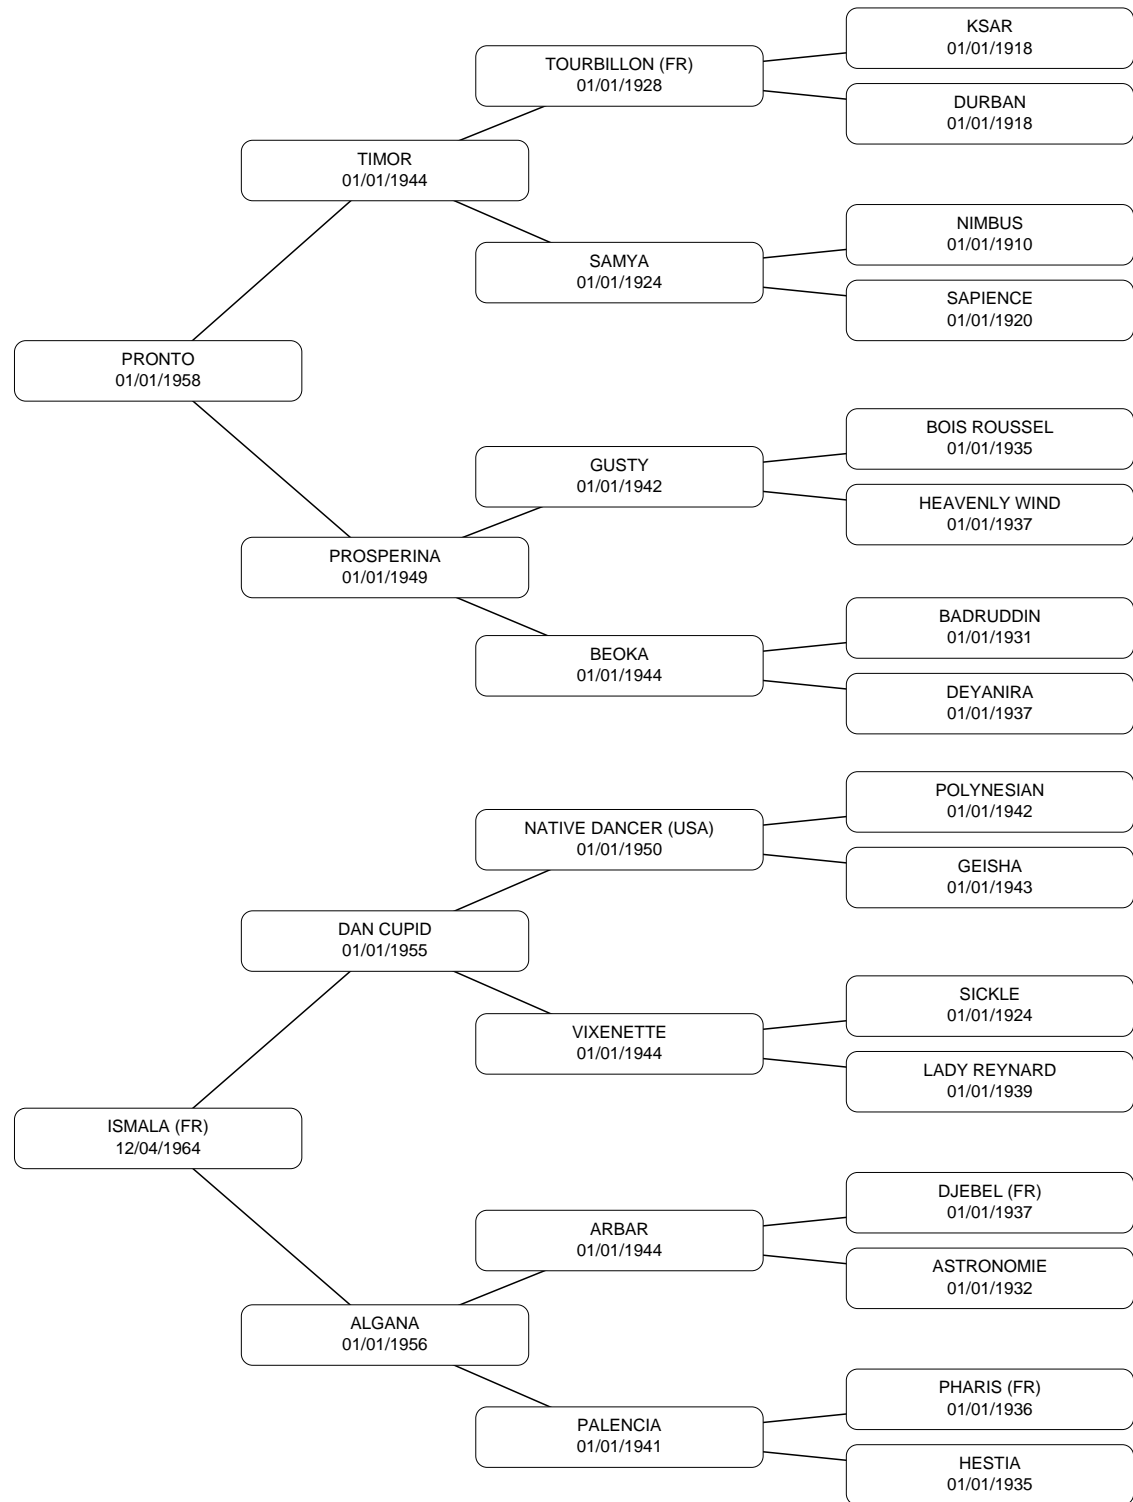 KSAR
01/01/1918
TOURBILLON (FR)
01/01/1928
DURBAN
01/01/1918
TIMOR
01/01/1944
NIMBUS
01/01/1910
SAMYA
01/01/1924
SAPIENCE
01/01/1920
PRONTO
01/01/1958
BOIS ROUSSEL
01/01/1935
GUSTY
01/01/1942
HEAVENLY WIND
01/01/1937
PROSPERINA
01/01/1949
BADRUDDIN
01/01/1931
BEOKA
01/01/1944
DEYANIRA
01/01/1937
POLYNESIAN
01/01/1942
NATIVE DANCER (USA)
01/01/1950
GEISHA
01/01/1943
DAN CUPID
01/01/1955
SICKLE
01/01/1924
VIXENETTE
01/01/1944
LADY REYNARD
01/01/1939
ISMALA (FR)
12/04/1964
DJEBEL (FR)
01/01/1937
ARBAR
01/01/1944
ASTRONOMIE
01/01/1932
ALGANA
01/01/1956
PHARIS (FR)
01/01/1936
PALENCIA
01/01/1941
HESTIA
01/01/1935